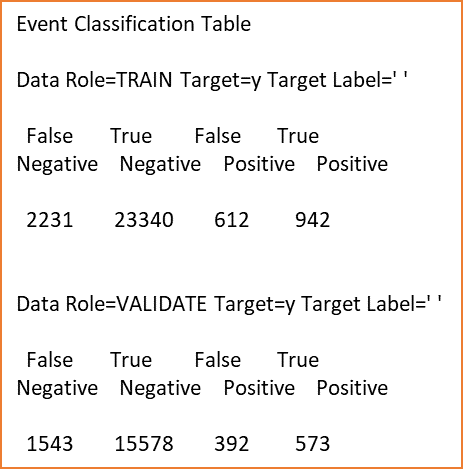 Event Classification Table
Data Role=TRAIN Target=y Target Label=' '
False True False True
Negative Negative Positive Positive
2231 23340 612 942
Data Role=VALIDATE Target=y Target Label=' '
False True False True
Negative Negative Positive Positive
1543 15578 392 573